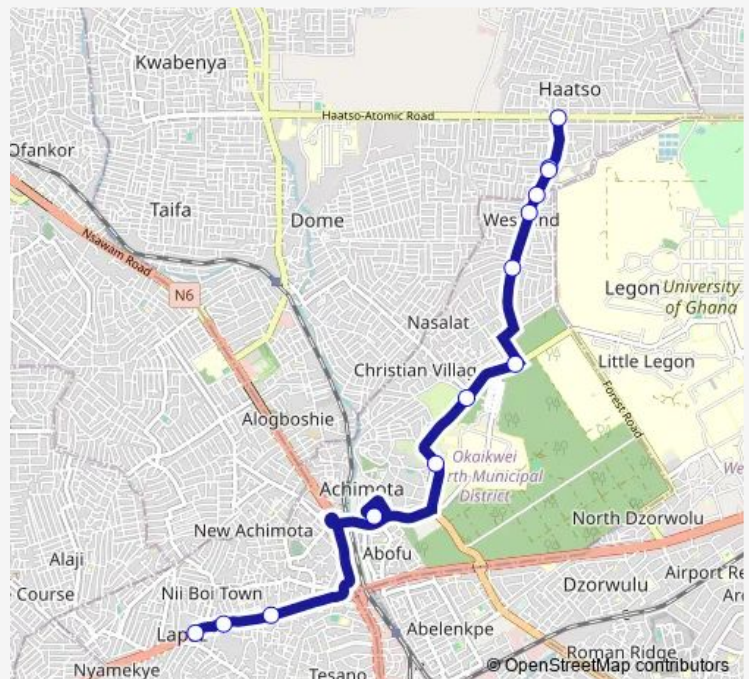 Kwabenya
Haatso
Haatso-Atomic Road
Ofankor
Taifa
Dome
Nsawam Road
N6
Legon
University
of Ghana
Nasalat
Little Legon
Christian Villag
Forest Road
Alogboshie
Okaikwei
rth Municipal
District
Achimota
New Achimota
North Dzorwolu
Abofu
Alaji
Course
Nii Boi Town
Dzorwulu
Airport Re
Abelenkpe
Lap
Nyamekye
Tesano
Roman Ridge
© OpenStreetMap contributors